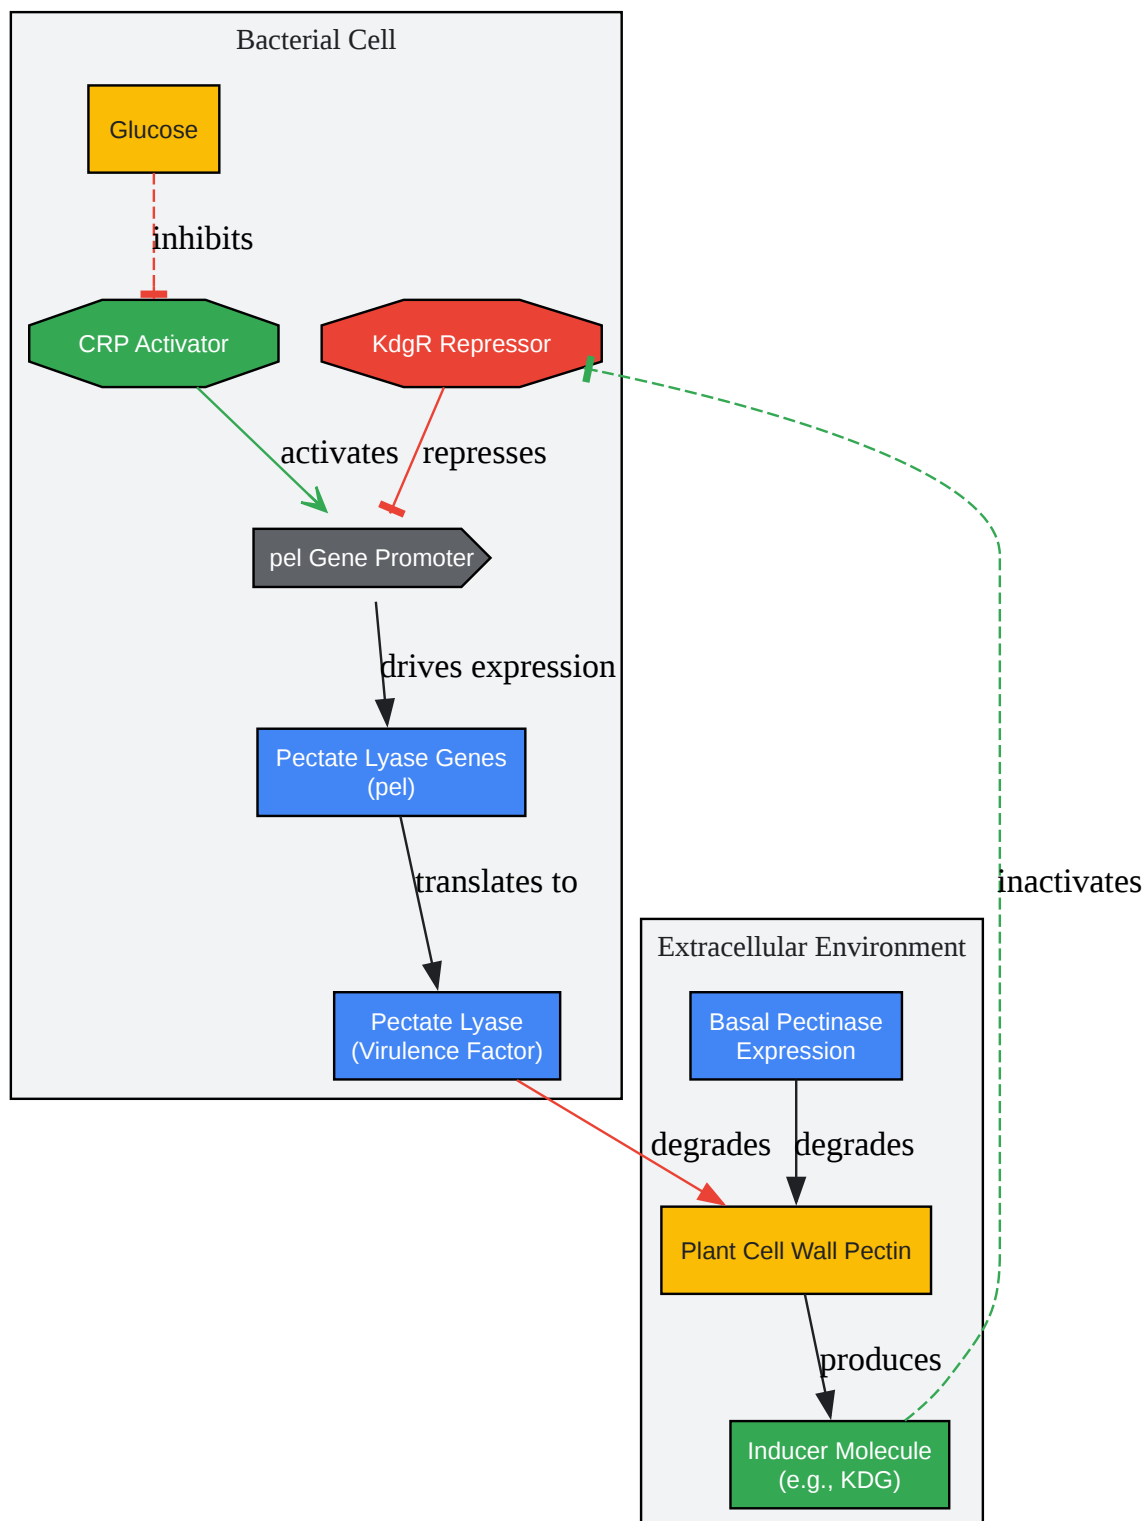 Bacterial Cell
Glucose
inhibits
CRP Activator
KdgR Repressor
activates
represses
pel Gene Promoter
drives expression
Pectate Lyase Genes
(pel)
translates to
inactivates
Extracellular Environment
Pectate Lyase
(Virulence Factor)
Basal Pectinase
Expression
degrades
degrades
Plant Cell Wall Pectin
produces
Inducer Molecule
(e.g., KDG)